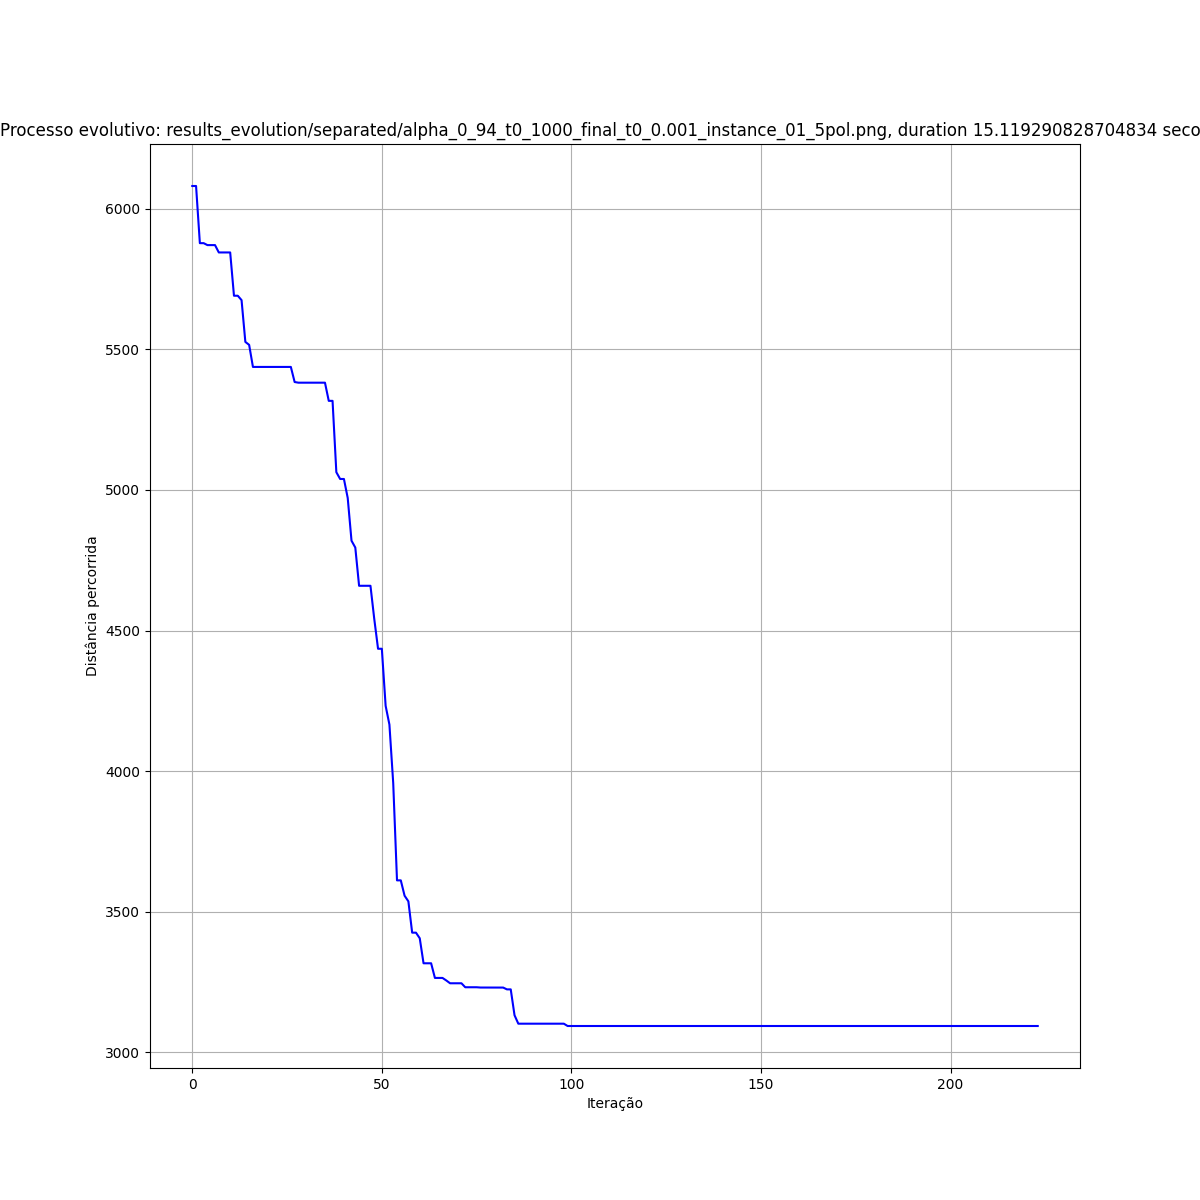 Processo evolutivo: results_evolution/separated/alpha_0_94_t0_1000_final_t0_0.001_instance_01_5pol.png, duration 15.119290828704834 seco
6000
5500
5000
4500
4000
3500
3000
Distância percorrida
0 50 100 150 200
Iteração